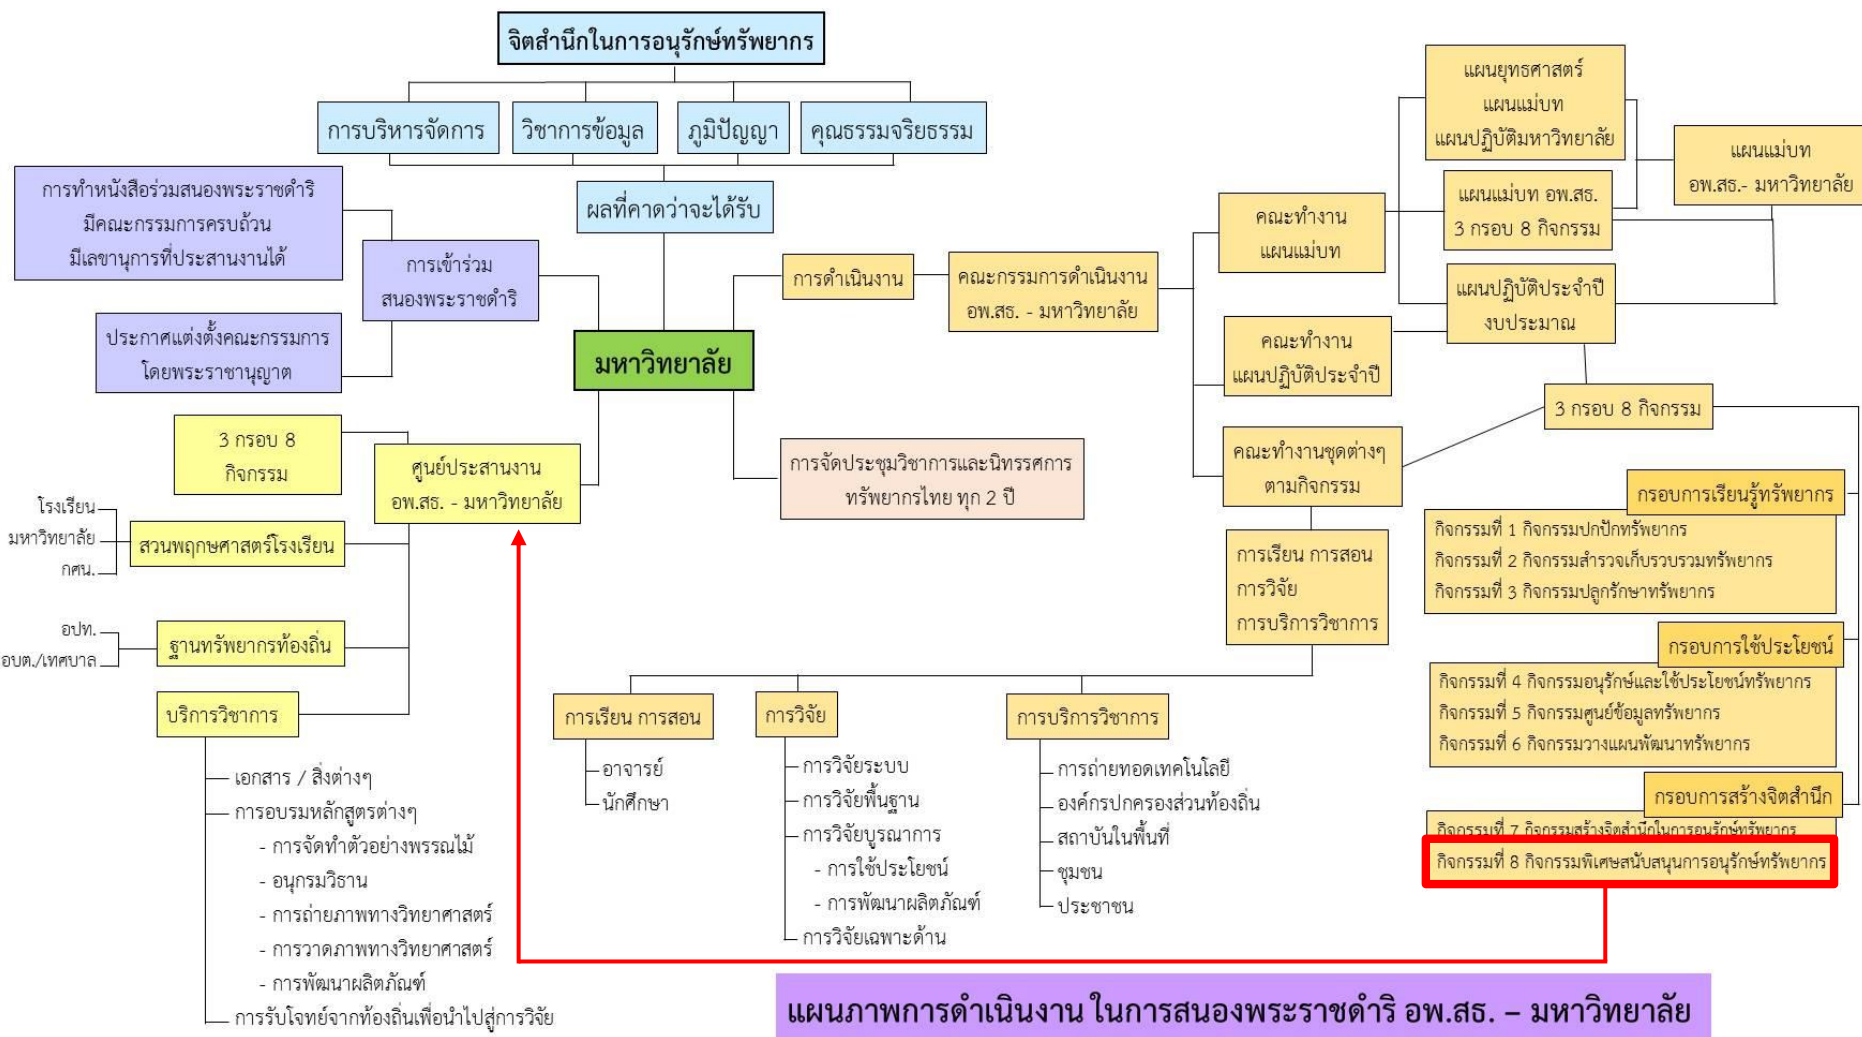 จิตสำนึกในการอนุรักษ์ทรัพยากร
การบริหารจัดการ
วิชาการข้อมูล
ภูมิปัญญา
คุณธรรมจริยธรรม
ผลที่คาดว่าจะได้รับ
การทำหนังสือร่วมสนองพระราชดำริ
มีคณะกรรมการครบถ้วน
มีเลขานุการที่ประสานงานได้
การเข้าร่วม
สนองพระราชดำริ
ประกาศแต่งตั้งคณะกรรมการ
โดยพระราชานุญาต
มหาวิทยาลัย
การดำเนินงาน
คณะกรรมการดำเนินงาน
อพ.สธ. - มหาวิทยาลัย
คณะทำงาน
แผนแม่บท
แผนยุทธศาสตร์
แผนแม่บท
แผนปฏิบัติมหาวิทยาลัย
แผนแม่บท อพ.สธ.
3 กรอบ 8 กิจกรรม
แผนแม่บท
อพ.สธ.- มหาวิทยาลัย
แผนปฏิบัติประจำปี
งบประมาณ
คณะทำงาน
แผนปฏิบัติประจำปี
3 กรอบ 8 กิจกรรม
คณะทำงานชุดต่างๆ
ตามกิจกรรม
3 กรอบ 8
กิจกรรม
ศูนย์ประสานงาน
อพ.สธ. - มหาวิทยาลัย
การจัดประชุมวิชาการและนิทรรศการ
ทรัพยากรไทย ทุก 2 ปี
โรงเรียน
มหาวิทยาลัย
กศน.
สวนพฤกษศาสตร์โรงเรียน
อปท.
อบต./เทศบาล
ฐานทรัพยากรท้องถิ่น
บริการวิชาการ
เอกสาร / สิ่งต่างๆ
การอบรมหลักสูตรต่างๆ
- การจัดทำตัวอย่างพรรณไม้
- อนุกรมวิธาน
- การถ่ายภาพทางวิทยาศาสตร์
- การวาดภาพทางวิทยาศาสตร์
- การพัฒนาผลิตภัณฑ์
การรับโจทย์จากท้องถิ่นเพื่อนำไปสู่การวิจัย
การเรียน การสอน
การวิจัย
การบริการวิชาการ
การเรียน การสอน
อาจารย์
นักศึกษา
การวิจัย
การวิจัยระบบ
การวิจัยพื้นฐาน
การวิจัยบูรณาการ
- การใช้ประโยชน์
- การพัฒนาผลิตภัณฑ์
การวิจัยเฉพาะด้าน
การบริการวิชาการ
การถ่ายทอดเทคโนโลยี
องค์กรปกครองส่วนท้องถิ่น
สถาบันในพื้นที่
ชุมชน
ประชาชน
กรอบการเรียนรู้ทรัพยากร
กิจกรรมที่ 1 กิจกรรมปกปักทรัพยากร
กิจกรรมที่ 2 กิจกรรมสำรวจเก็บรวบรวมทรัพยากร
กิจกรรมที่ 3 กิจกรรมปลูกรักษาทรัพยากร
กรอบการใช้ประโยชน์
กิจกรรมที่ 4 กิจกรรมอนุรักษ์และใช้ประโยชน์ทรัพยากร
กิจกรรมที่ 5 กิจกรรมศูนย์ข้อมูลทรัพยากร
กิจกรรมที่ 6 กิจกรรมวางแผนพัฒนาทรัพยากร
กรอบการสร้างจิตสำนึก
กิจกรรมที่ 7 กิจกรรมสร้างจิตสำนึกในการอนุรักษ์ทรัพยากร
กิจกรรมที่ 8 กิจกรรมพิเศษสนับสนุนการอนุรักษ์ทรัพยากร
แผนภาพการดำเนินงาน ในการสนองพระราชดำริ อพ.สธ. – มหาวิทยาลัย